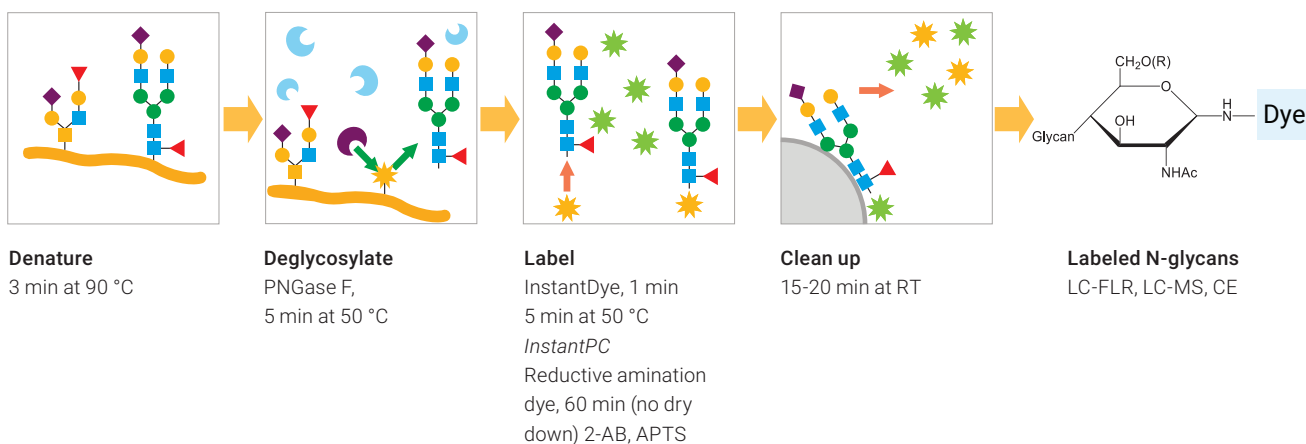 Denature
3 min at 90 °C
Deglycosylate
PNGase F,
5 min at 50 °C
Label
InstantDye, 1 min
5 min at 50 °C
InstantPC
Reductive amination
dye, 60 min (no dry
down) 2-AB, APTS
Clean up
15-20 min at RT
CH₂O(R)
O
OH
Glycan
NHAc
H
N
Dye
Labeled N-glycans
LC-FLR, LC-MS, CE